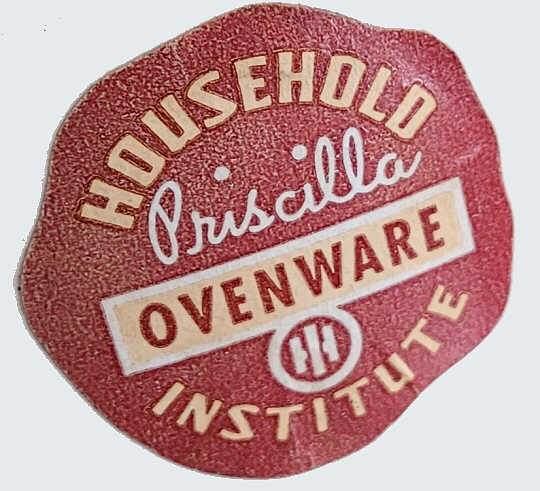 HOUSEHOLD
Priscilla
OVENWARE
HI
INSTITUTE